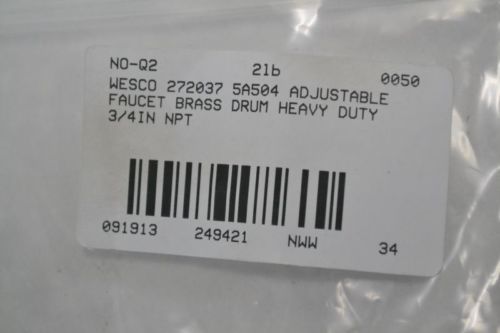 NO-Q2 21b 0050
WESCO 272037 5A504 ADJUSTABLE
FAUCET BRASS DRUM HEAVY DUTY
3/4IN NPT
091913 249421 NWW 34